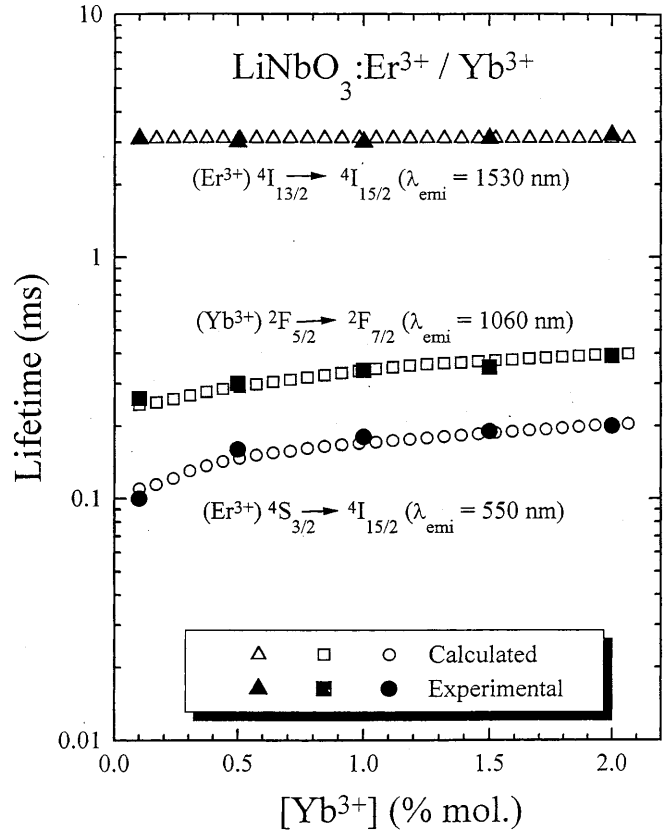 10
LiNbO₃:Er³⁺ / Yb³⁺
(Er³⁺) ⁴I₁₃/₂ → ⁴I₁₅/₂ (λₑₘᵢ = 1530 nm)
1
(Yb³⁺) ²F₅/₂ → ²F₇/₂ (λₑₘᵢ = 1060 nm)
Lifetime (ms)
0.1
(Er³⁺) ⁴S₃/₂ → ⁴I₁₅/₂ (λₑₘᵢ = 550 nm)
△ □ ○ Calculated
▲ ■ ● Experimental
0.01
0.0 0.5 1.0 1.5 2.0
[Yb³⁺] (% mol.)